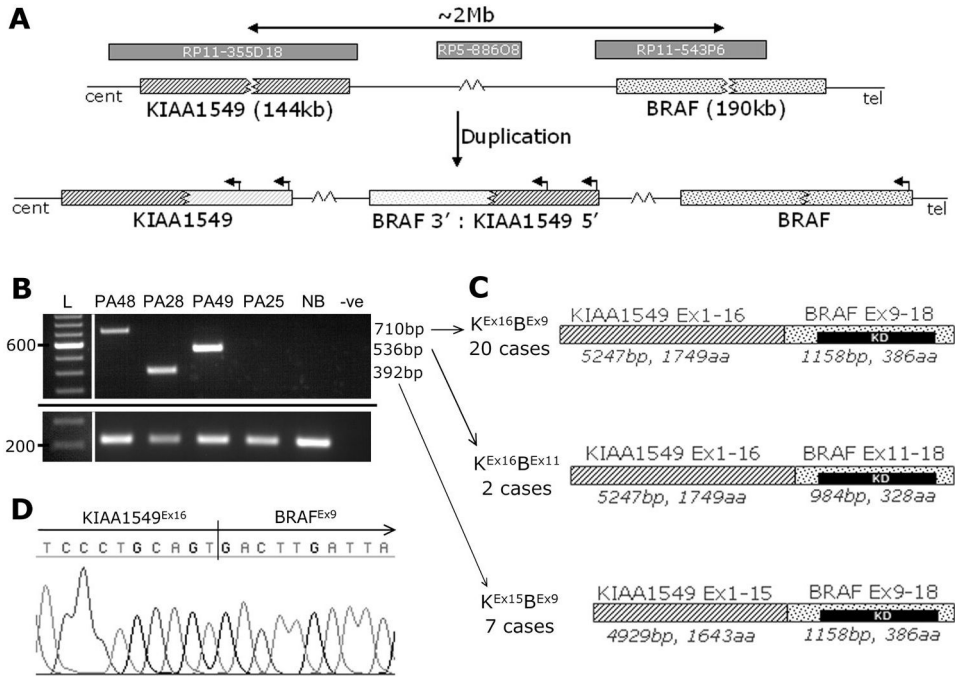 A
~2Mb
RP11-355D18 RP5-886O8 RP11-543P6
cent tel
KIAA1549 (144kb) BRAF (190kb)
Duplication
cent tel
KIAA1549 BRAF 3′ : KIAA1549 5′ BRAF
B
L PA48 PA28 PA49 PA25 NB -ve
600
710bp
536bp
392bp
200
C
K^Ex16B^Ex9
20 cases
KIAA1549 Ex1-16 BRAF Ex9-18
KD
5247bp, 1749aa 1158bp, 386aa
K^Ex16B^Ex11
2 cases
KIAA1549 Ex1-16 BRAF Ex11-18
KD
5247bp, 1749aa 984bp, 328aa
K^Ex15B^Ex9
7 cases
KIAA1549 Ex1-15 BRAF Ex9-18
KD
4929bp, 1643aa 1158bp, 386aa
D
KIAA1549^Ex16 BRAF^Ex9
T C C C T G C A G T G A C T T G A T T A